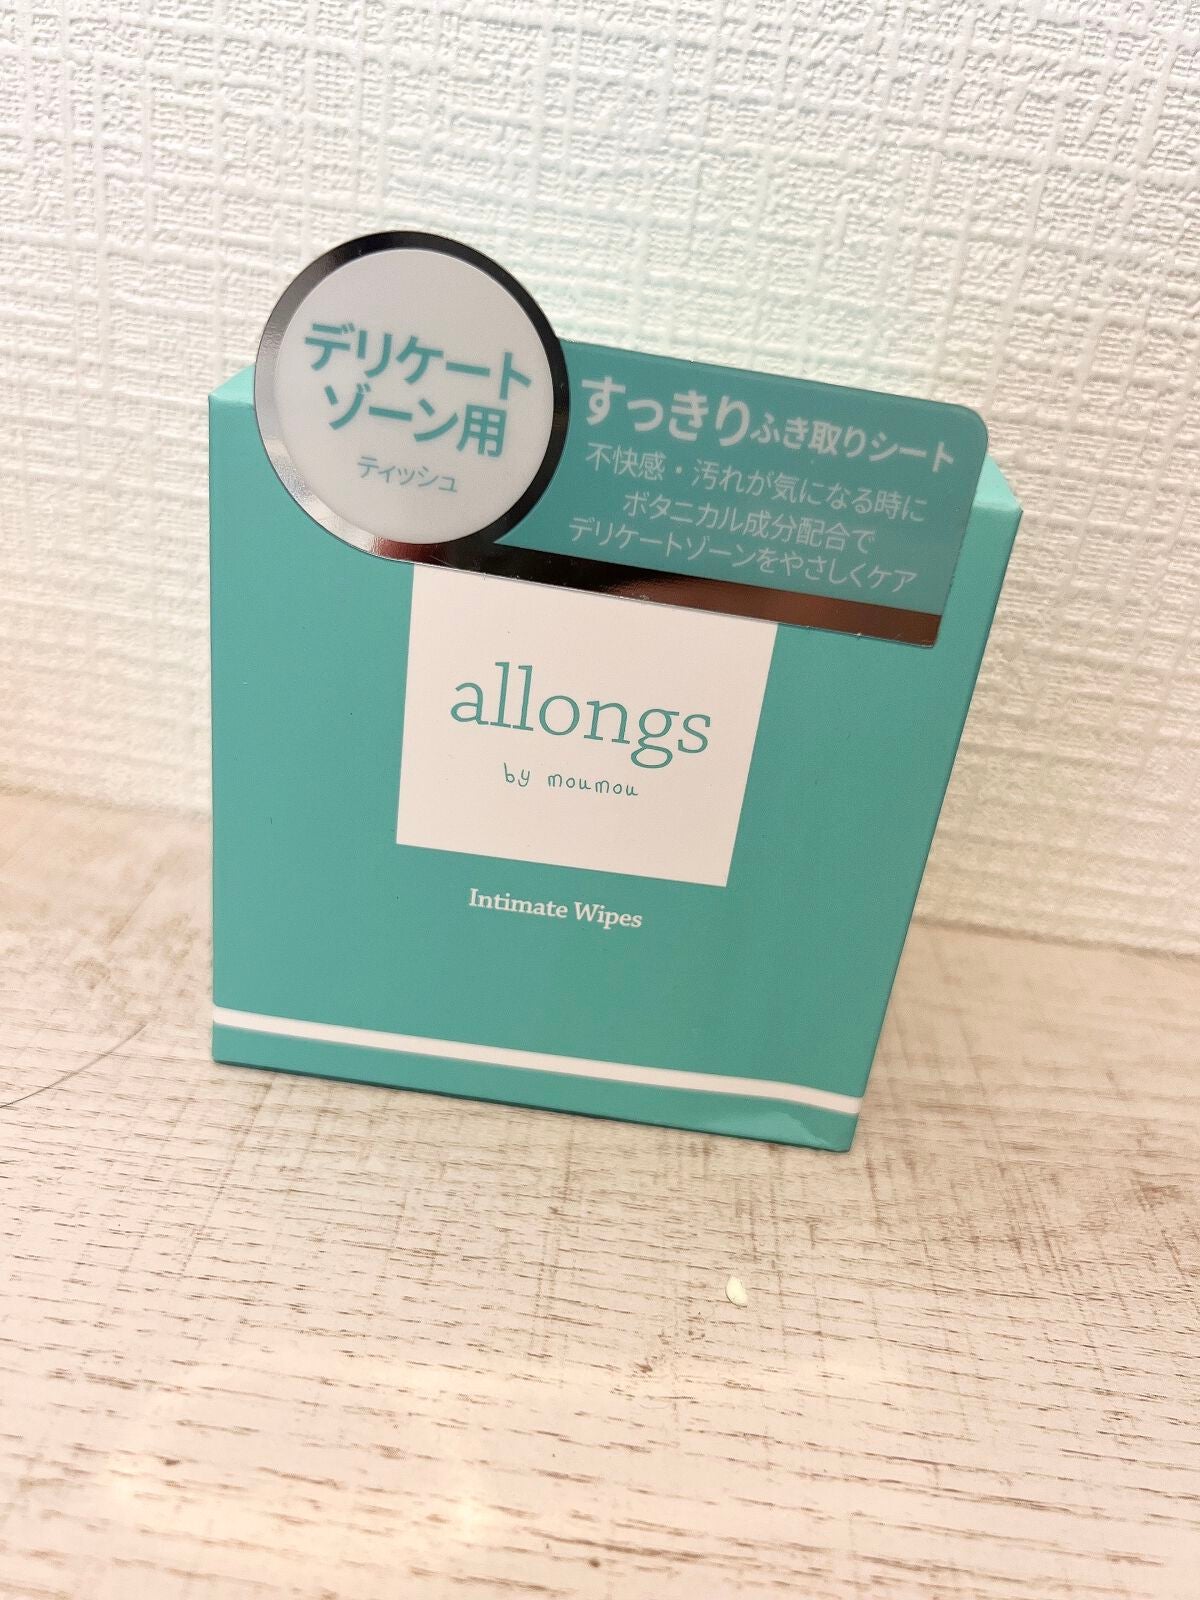 デリケート
ゾーン用
ティッシュ
すっきりふき取りシート
不快感・汚れが気になる時に
ボタニカル成分配合で
デリケートゾーンをやさしくケア
allongs
by moumou
Intimate Wipes